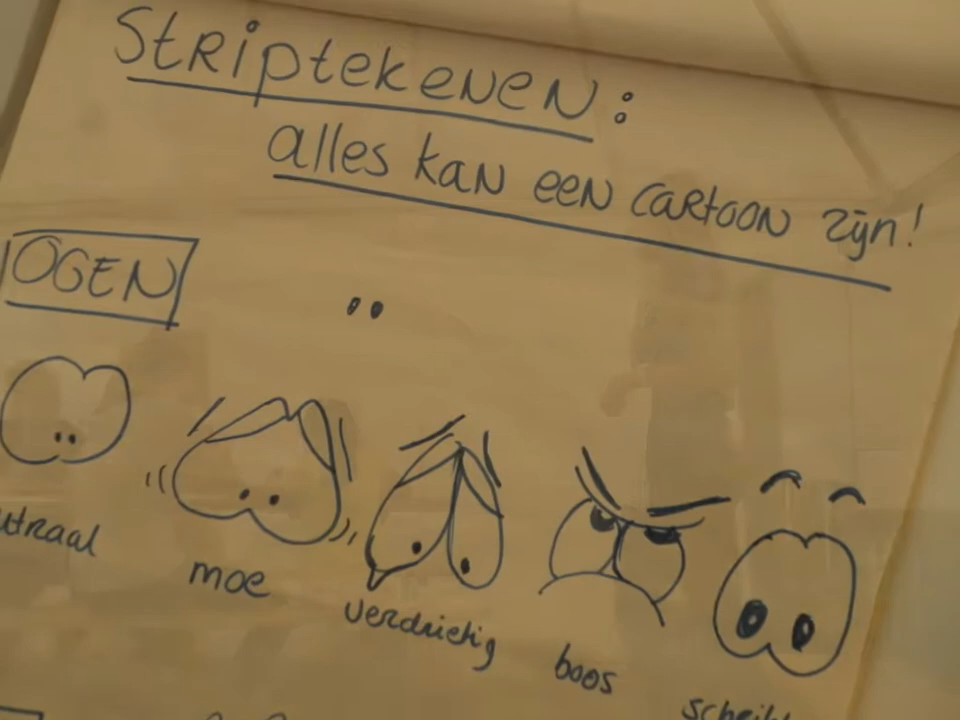 Striptekenen:
alles kan een cartoon zijn!
OGEN
moe
verdrietig
boos